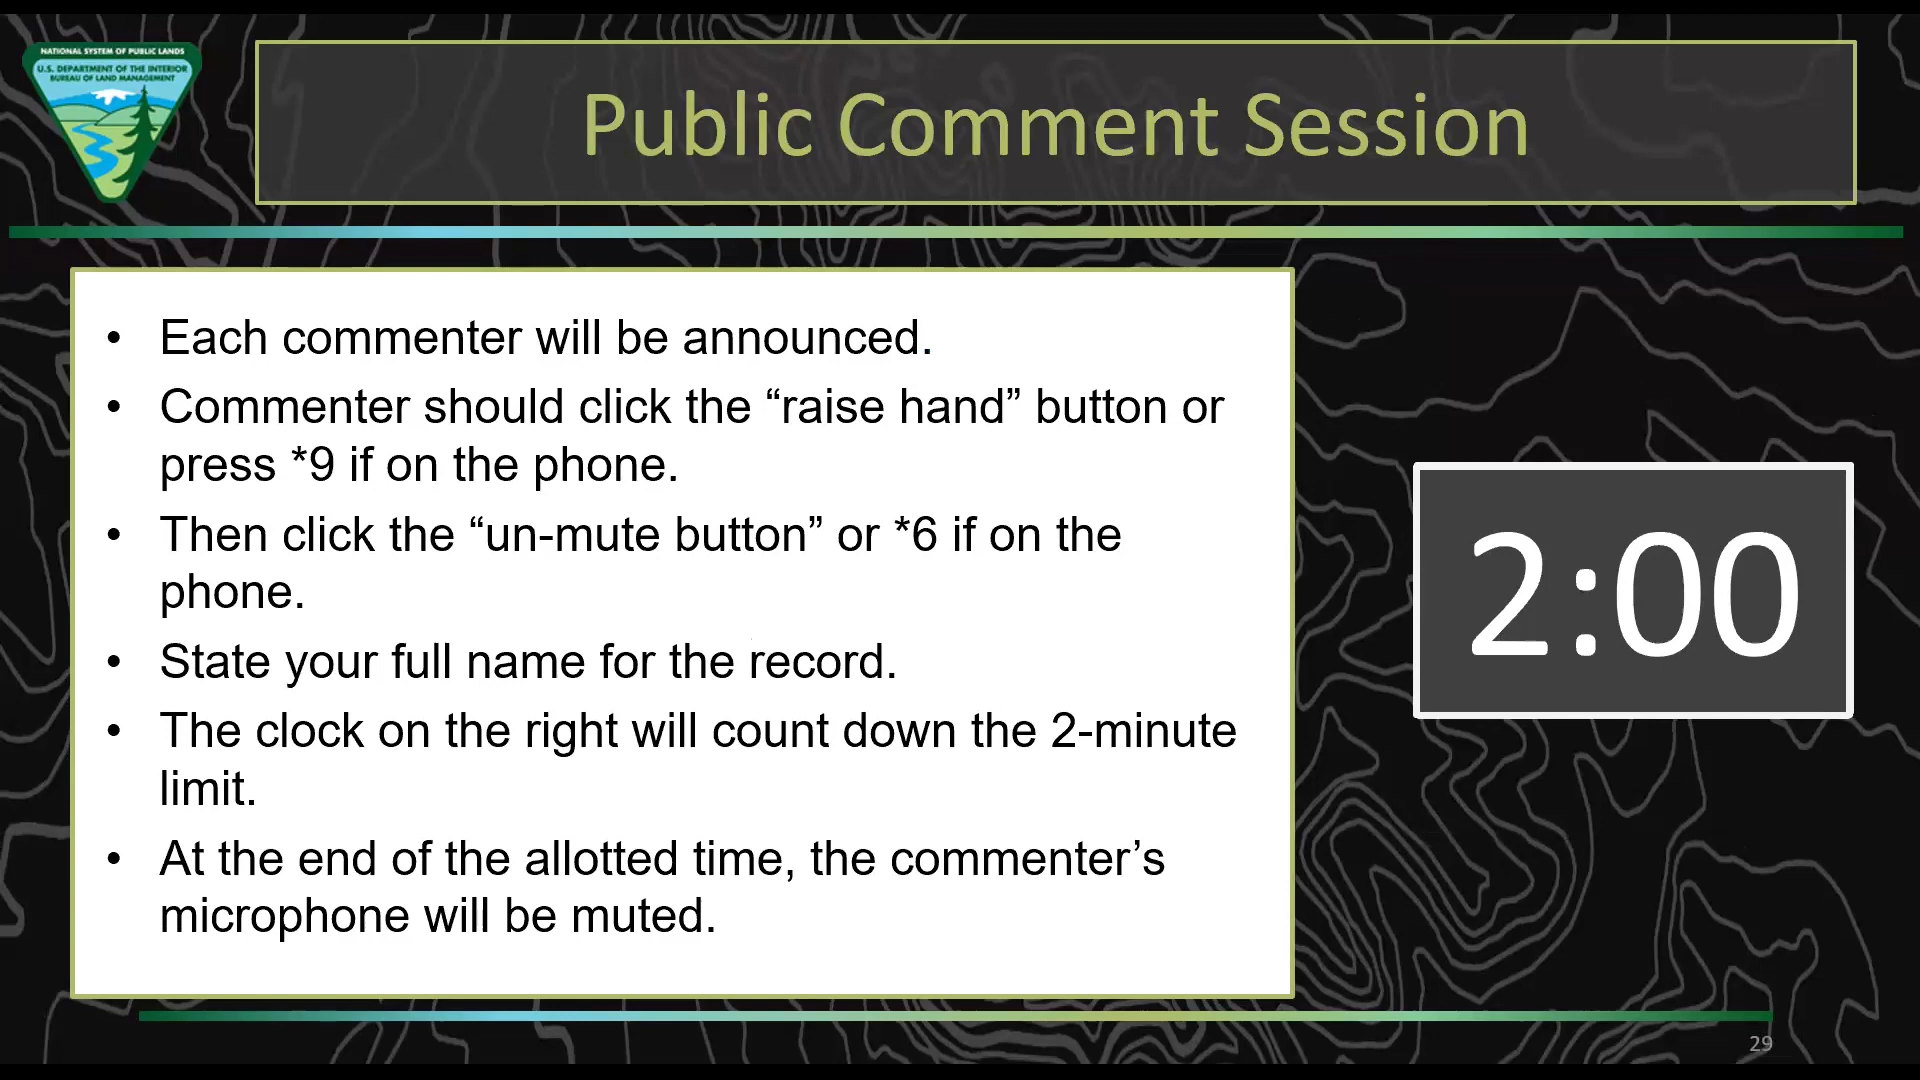 NATIONAL SYSTEM OF PUBLIC LANDS
U.S. DEPARTMENT OF THE INTERIOR
BUREAU OF LAND MANAGEMENT
Public Comment Session
• Each commenter will be announced.
• Commenter should click the “raise hand” button or
press *9 if on the phone.
• Then click the “un-mute button” or *6 if on the
phone.
• State your full name for the record.
• The clock on the right will count down the 2-minute
limit.
• At the end of the allotted time, the commenter’s
microphone will be muted.
2:00
29